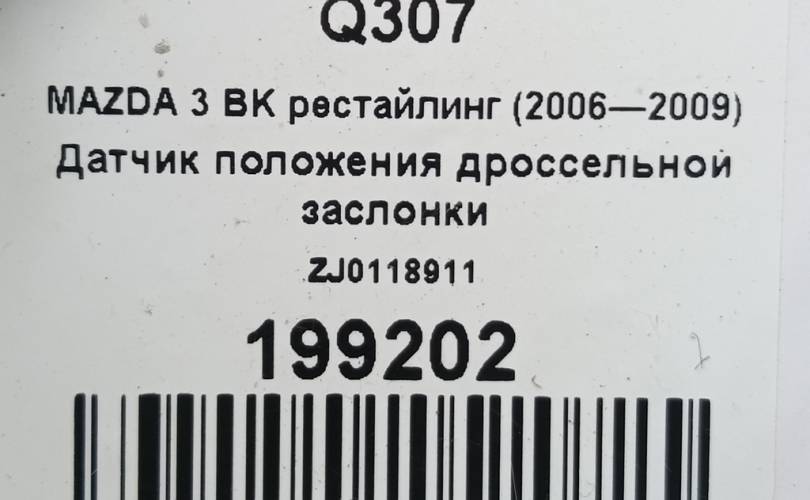 Q307
MAZDA 3 BK рестайлинг (2006—2009)
Датчик положения дроссельной
заслонки
ZJ0118911
199202